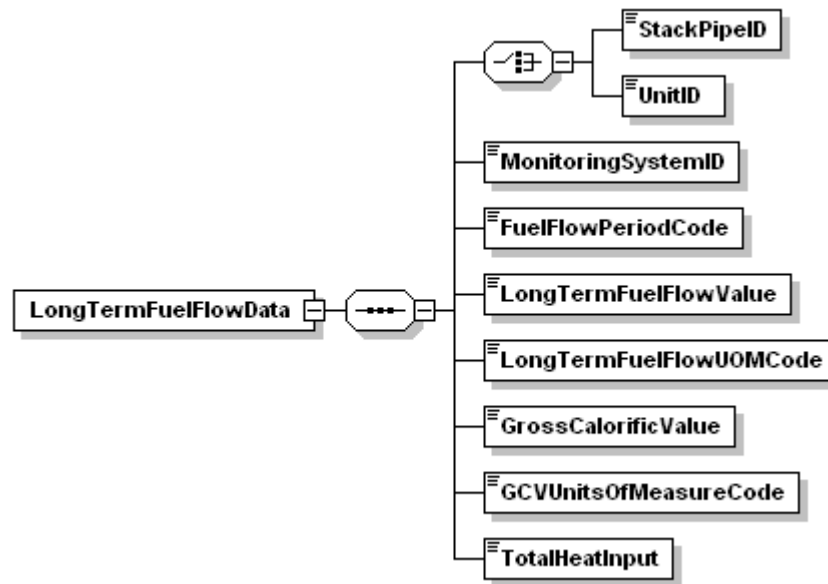 StackPipeID
UnitID
MonitoringSystemID
FuelFlowPeriodCode
LongTermFuelFlowData
LongTermFuelFlowValue
LongTermFuelFlowUOMCode
GrossCalorificValue
GCVUnitsOfMeasureCode
TotalHeatInput